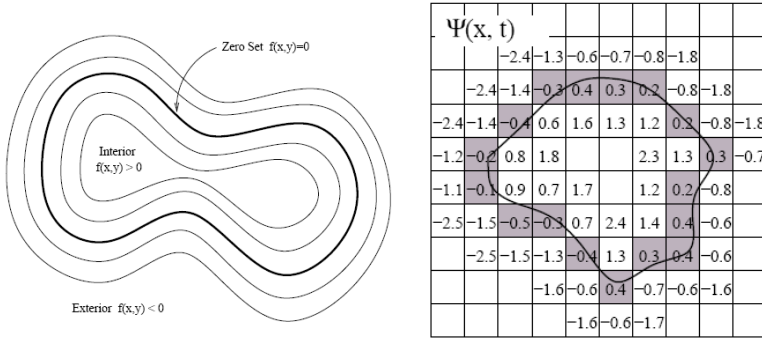 Zero Set f(x,y)=0
Interior
f(x,y) > 0
Exterior f(x,y) < 0
Ψ(x, t)
−2.4 −1.3 −0.6 −0.7 −0.8 −1.8
−2.4 −1.4 −0.3 0.4 0.3 0.2 −0.8 −1.8
−2.4 −1.4 −0.4 0.6 1.6 1.3 1.2 0.2 −0.8 −1.8
−1.2 −0.2 0.8 1.8 2.3 1.3 0.3 −0.7
−1.1 −0.1 0.9 0.7 1.7 1.2 0.2 −0.8
−2.5 −1.5 −0.5 −0.3 0.7 2.4 1.4 0.4 −0.6
−2.5 −1.5 −1.3 −0.4 1.3 0.3 0.4 −0.6
−1.6 −0.6 0.4 −0.7 −0.6 −1.6
−1.6 −0.6 −1.7